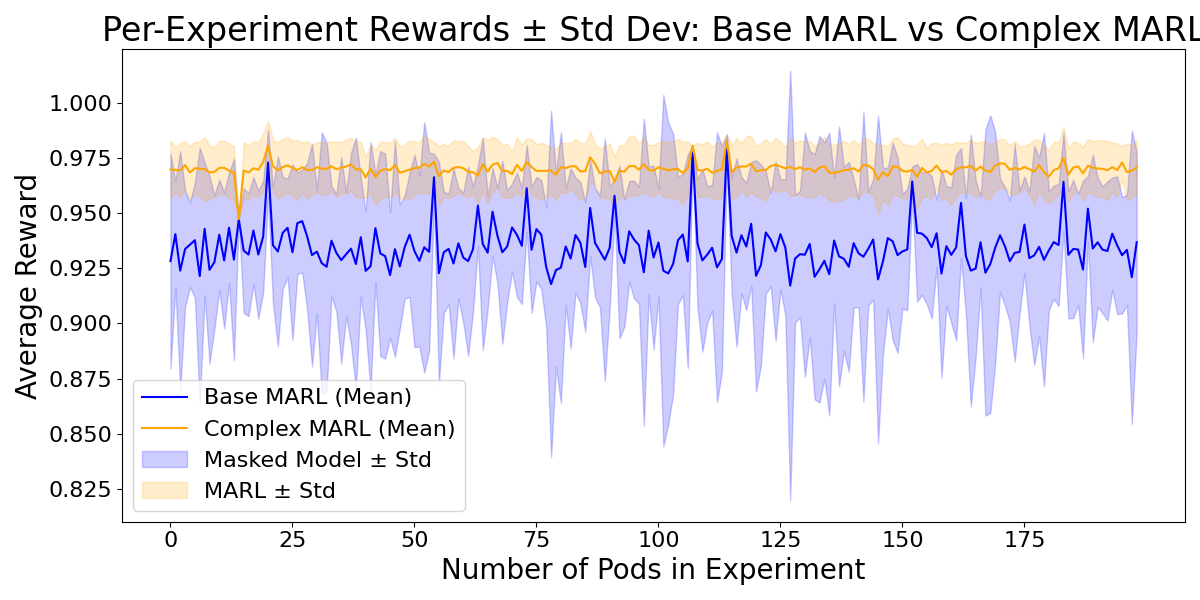 Per-Experiment Rewards ± Std Dev: Base MARL vs Complex MARL
Average Reward
1.000
0.975
0.950
0.925
0.900
0.875
0.850
0.825
Base MARL (Mean)
Complex MARL (Mean)
Masked Model ± Std
MARL ± Std
0 25 50 75 100 125 150 175
Number of Pods in Experiment